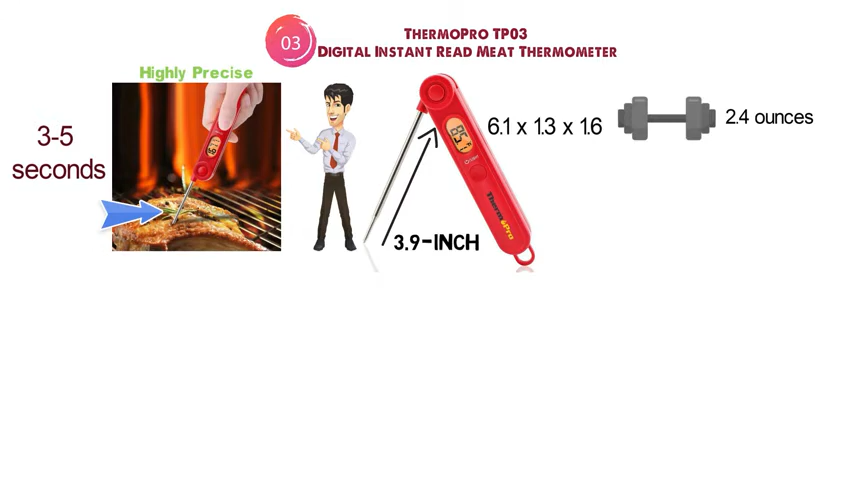 03
THERMOPRO TP03
DIGITAL INSTANT READ MEAT THERMOMETER
Highly Precise
3-5
seconds
6.1 x 1.3 x 1.6
2.4 ounces
3.9-INCH
ThermoPro